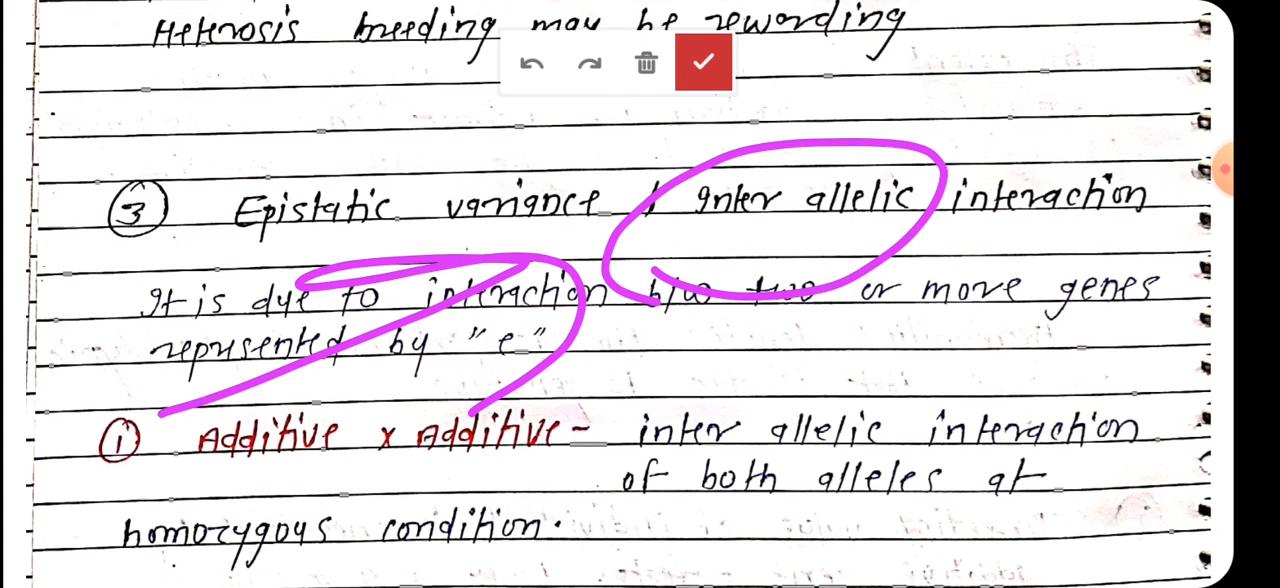 Heterosis breeding may be rewarding
③ Epistatic variance Inter allelic interaction
It is due to interaction b/w two or more genes
represented by "e"
① Additive x Additive - inter allelic interaction
of both alleles at
homozygous condition.